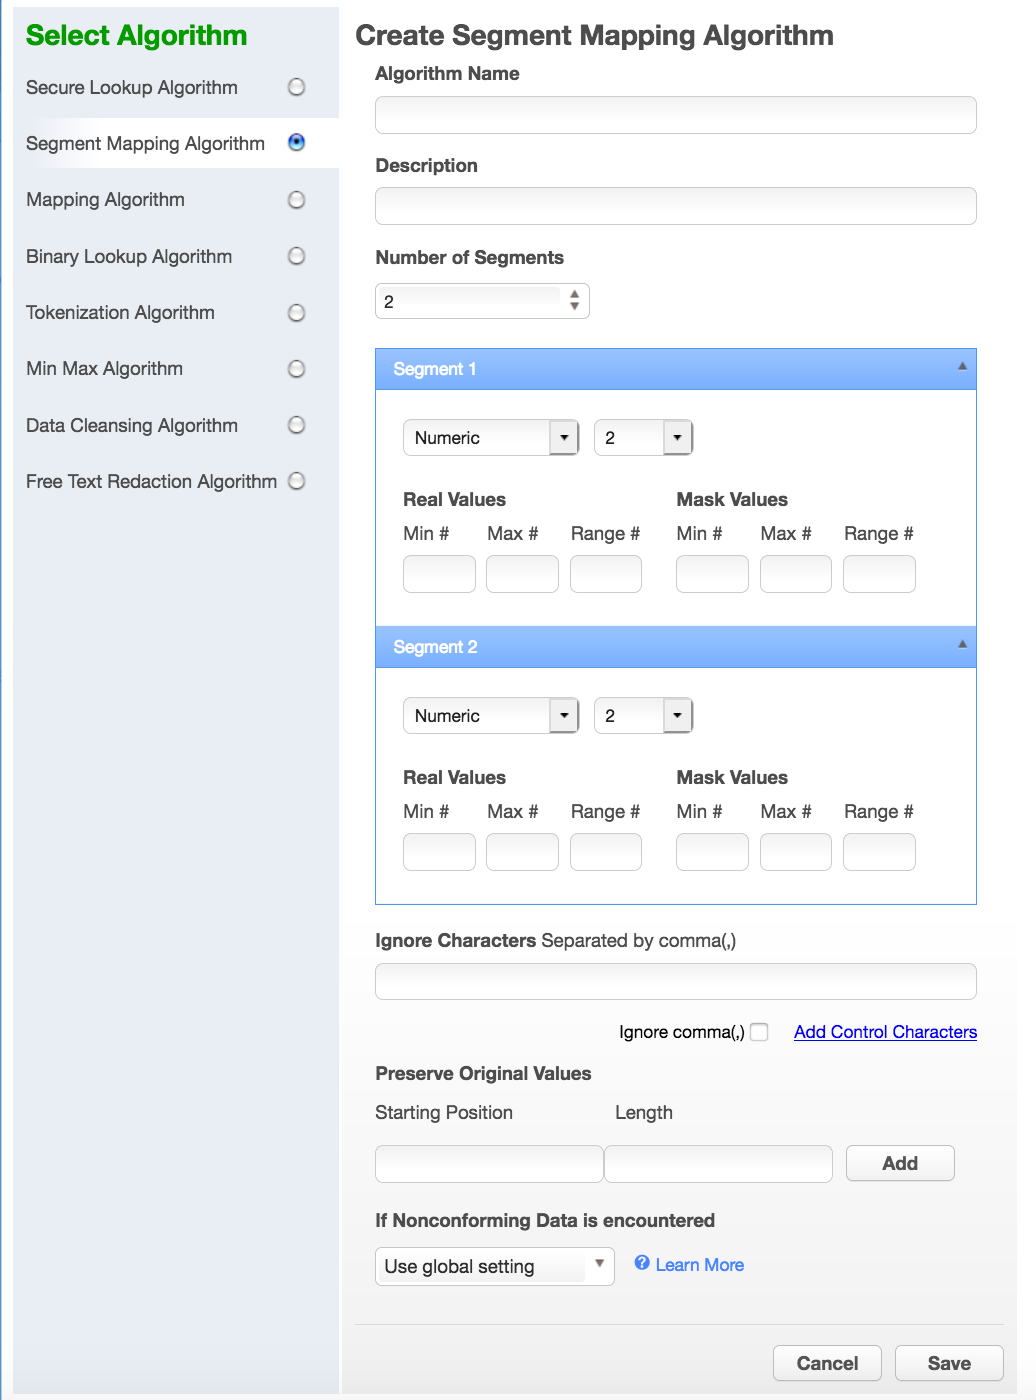 Select Algorithm
Secure Lookup Algorithm
Segment Mapping Algorithm
Mapping Algorithm
Binary Lookup Algorithm
Tokenization Algorithm
Min Max Algorithm
Data Cleansing Algorithm
Free Text Redaction Algorithm
Create Segment Mapping Algorithm
Algorithm Name
Description
Number of Segments
2
Segment 1
Numeric 2
Real Values Mask Values
Min # Max # Range # Min # Max # Range #
Segment 2
Numeric 2
Real Values Mask Values
Min # Max # Range # Min # Max # Range #
Ignore Characters Separated by comma(,)
Ignore comma(,) Add Control Characters
Preserve Original Values
Starting Position Length
Add
If Nonconforming Data is encountered
Use global setting ? Learn More
Cancel Save